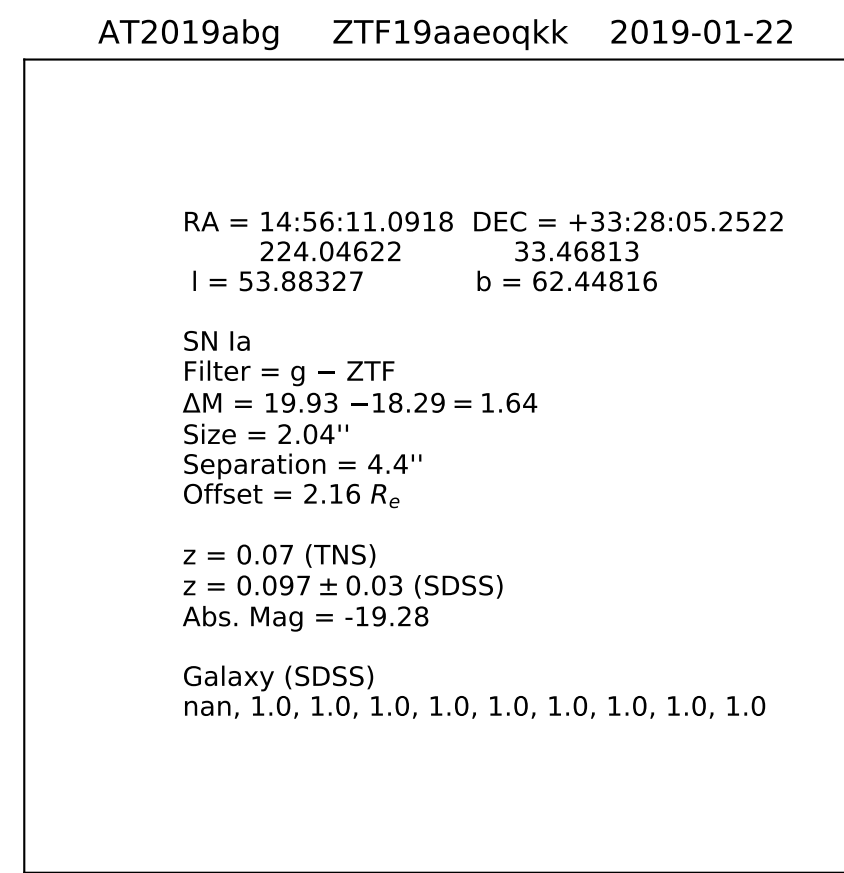 AT2019abg ZTF19aaeoqkk 2019-01-22
RA = 14:56:11.0918 DEC = +33:28:05.2522
224.04622 33.46813
l = 53.88327 b = 62.44816
SN Ia
Filter = g − ZTF
ΔM = 19.93 −18.29 = 1.64
Size = 2.04''
Separation = 4.4''
Offset = 2.16 Rₑ
z = 0.07 (TNS)
z = 0.097 ± 0.03 (SDSS)
Abs. Mag = -19.28
Galaxy (SDSS)
nan, 1.0, 1.0, 1.0, 1.0, 1.0, 1.0, 1.0, 1.0, 1.0